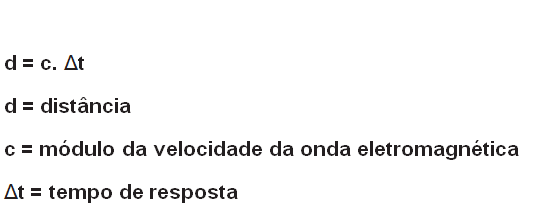 d = c. Δt
d = distância
c = módulo da velocidade da onda eletromagnética
Δt = tempo de resposta